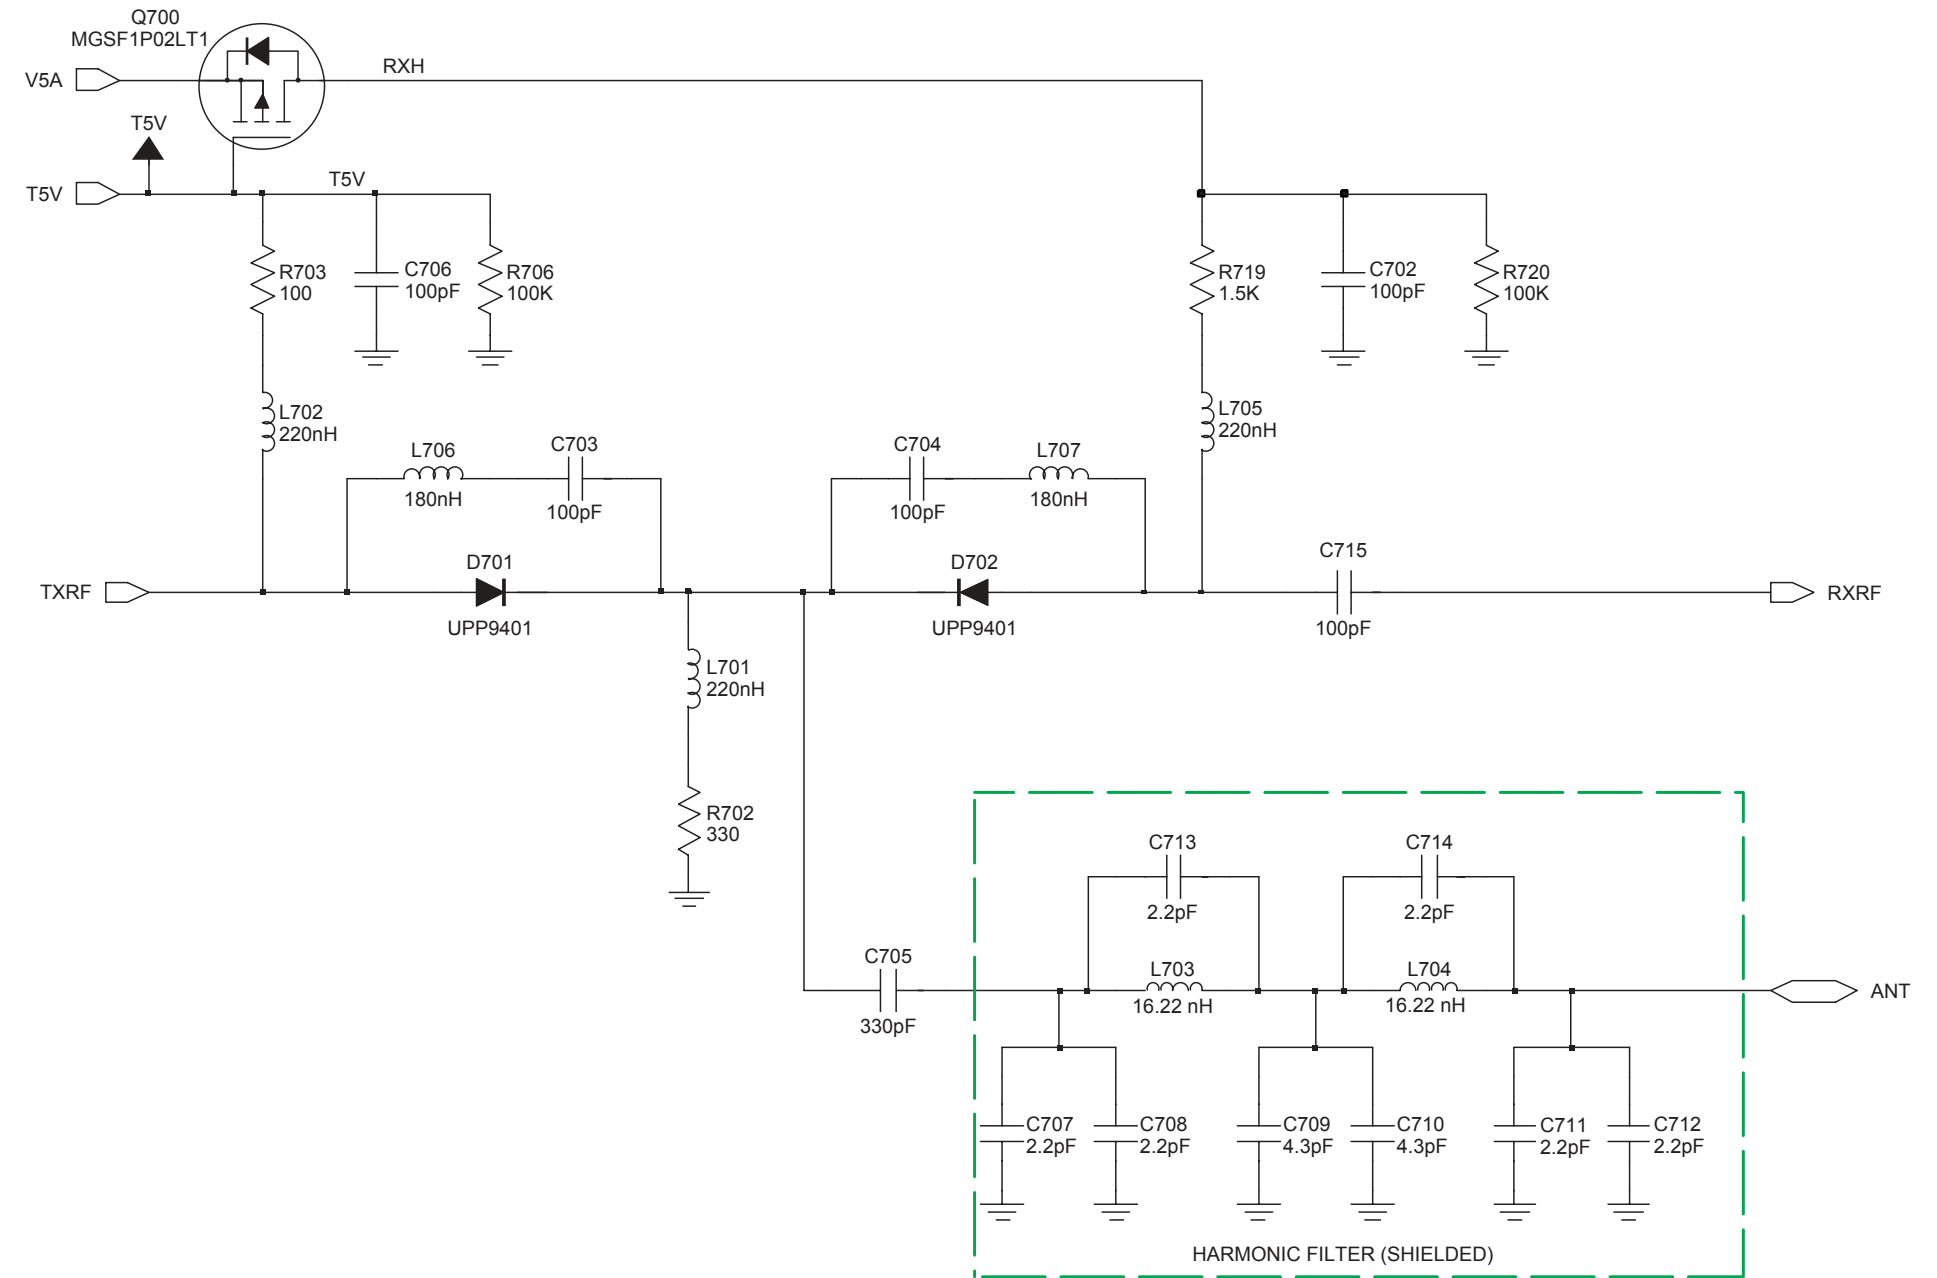 Q700
MGSF1P02LT1
V5A
RXH
T5V
T5V
T5V
R703
100
C706
100pF
R706
100K
R719
1.5K
C702
100pF
R720
100K
L702
220nH
L706
180nH
C703
100pF
C704
100pF
L707
180nH
L705
220nH
TXRF
D701
UPP9401
D702
UPP9401
C715
100pF
RXRF
L701
220nH
R702
330
C713
2.2pF
C714
2.2pF
C705
330pF
L703
16.22 nH
L704
16.22 nH
ANT
C707
2.2pF
C708
2.2pF
C709
4.3pF
C710
4.3pF
C711
2.2pF
C712
2.2pF
HARMONIC FILTER (SHIELDED)